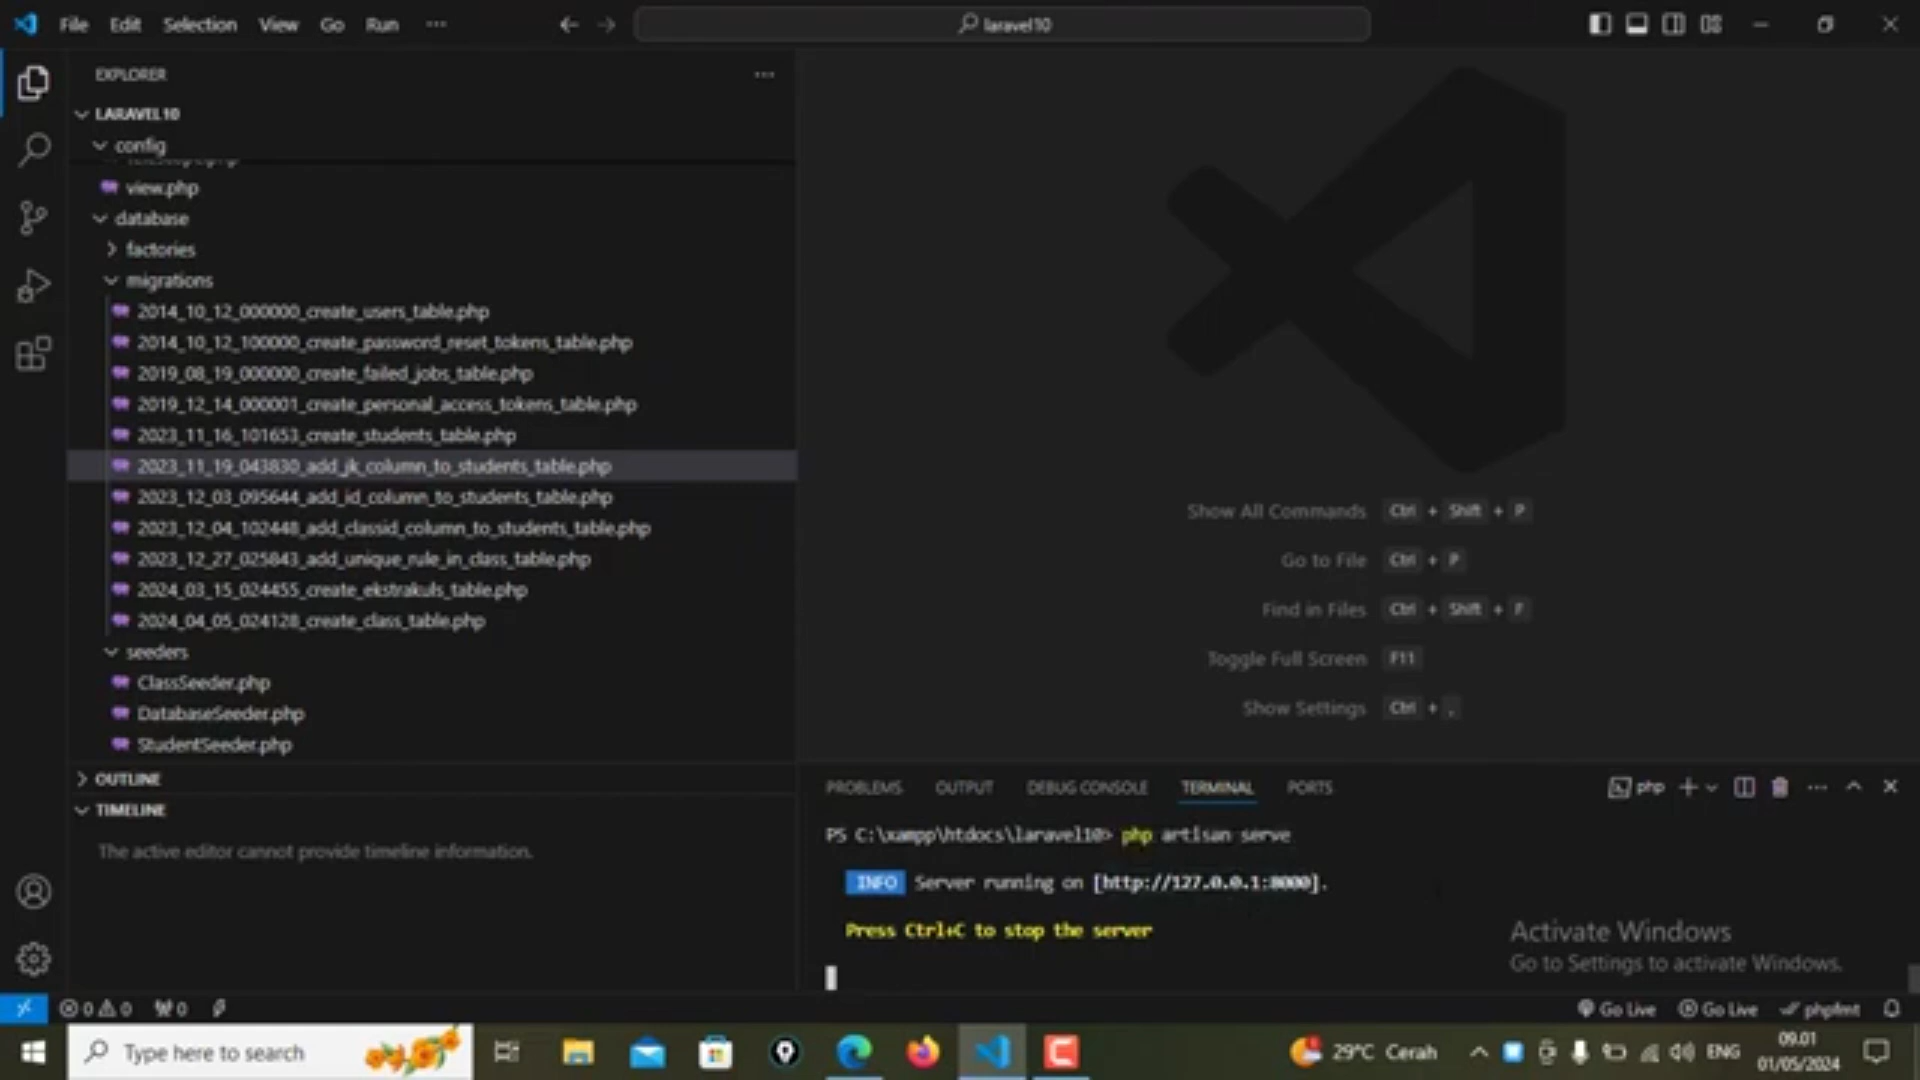 File Edit Selection View Go Run ···
laravel10
EXPLORER
LARAVEL10
config
view.php
database
factories
migrations
2014_10_12_000000_create_users_table.php
2014_10_12_100000_create_password_reset_tokens_table.php
2019_08_19_000000_create_failed_jobs_table.php
2019_12_14_000001_create_personal_access_tokens_table.php
2023_11_16_101653_create_students_table.php
2023_11_19_043830_add_jk_column_to_students_table.php
2023_12_03_095644_add_id_column_to_students_table.php
2023_12_04_102448_add_classid_column_to_students_table.php
2023_12_27_025843_add_unique_rule_in_class_table.php
2024_03_15_024455_create_ekstrakuls_table.php
2024_04_05_024128_create_class_table.php
seeders
ClassSeeder.php
DatabaseSeeder.php
StudentSeeder.php
OUTLINE
TIMELINE
The active editor cannot provide timeline information.
Show All Commands Ctrl + Shift + P
Go to File Ctrl + P
Find in Files Ctrl + Shift + F
Toggle Full Screen F11
Show Settings Ctrl + ,
PROBLEMS OUTPUT DEBUG CONSOLE TERMINAL PORTS
php
PS C:\xampp\htdocs\laravel10> php artisan serve
INFO Server running on [http://127.0.0.1:8000].
Press Ctrl+C to stop the server
Activate Windows
Go to Settings to activate Windows.
0 0 0
Go Live Go Live phpfmt
Type here to search
29°C Cerah
ENG
09.01
01/05/2024